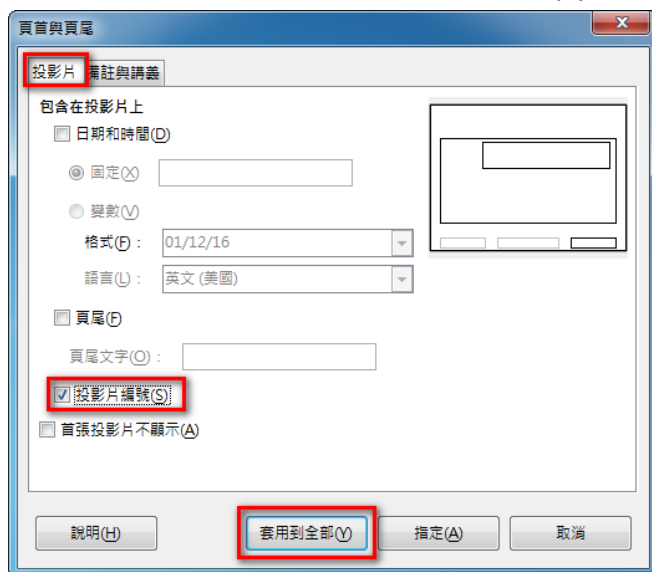 頁首與頁尾
投影片 備註與講義
包含在投影片上
日期和時間(D)
固定(X)
變數(V)
格式(F)： 01/12/16
語言(L)： 英文 (美國)
頁尾(F)
頁尾文字(O)：
投影片編號(S)
首張投影片不顯示(A)
說明(H) 套用到全部(Y) 指定(A) 取消